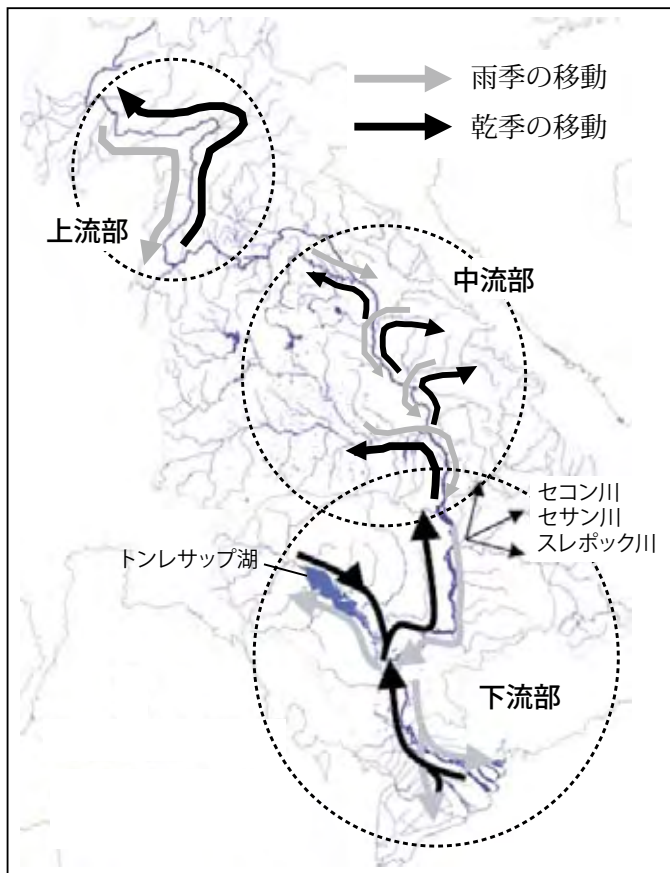 雨季の移動
乾季の移動
上流部
中流部
セコン川
セサン川
スレポック川
トンレサップ湖
下流部